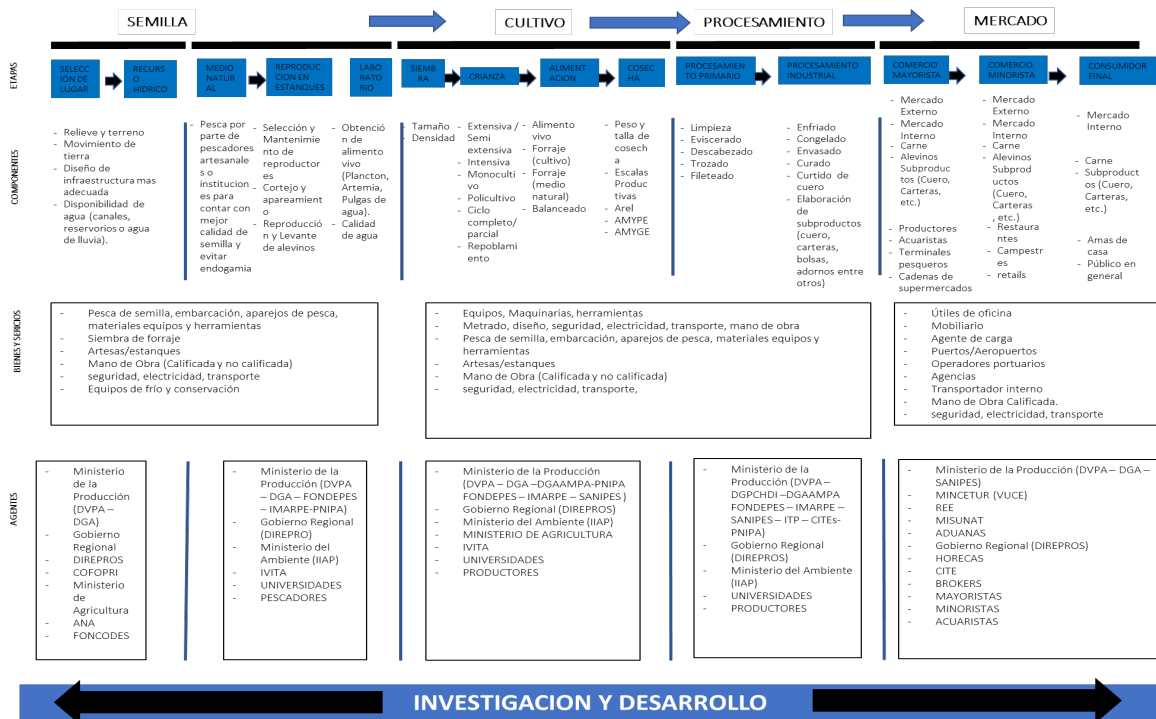 SEMILLA
CULTIVO
PROCESAMIENTO
MERCADO
ETAPAS
SELECCIÓN DE
LUGAR
RECURS
O
HIDRICO
MEDIO
NATUR
AL
REPRODUCCION EN
ESTANQUES
LABO
RATO
RIO
SIEM
BRA
CRIANZA
ALIMENT
ACION
COSE
CHA
PROCESAMIEN
TO PRIMARIO
PROCESAMIENTO
INDUSTRIAL
COMERCIO
MAYORISTA
COMERCIO
MINORISTA
CONSUMIDOR
FINAL
COMPONENTES
- Relieve y terreno
- Movimiento de
tierra
- Diseño de
infraestructura mas
adecuada
- Disponibilidad de
agua (canales,
reservorios o agua
de lluvia).
- Pesca por
parte de
pescadores
artesanale
s o
institucion
es para
contar con
mejor
calidad de
semilla y
evitar
endogamia
- Selección y
Mantenimie
nto de
reproductor
es
- Cortejo y
apareamient
o
- Reproducció
n y Levante
de alevinos
- Obtenció
n de
alimento
vivo
(Plancton,
Artemia,
Pulgas de
agua).
- Calidad
de agua
- Tamaño
- Densidad
- Extensiva /
Semi
extensiva
- Intensiva
- Monoculti
vo
- Policultivo
- Ciclo
completo/
parcial
- Repoblam
iento
- Alimento
vivo
- Forraje
(cultivo)
- Forraje
(medio
natural)
- Balanceado
- Peso y
talla de
cosech
a
- Escalas
Produc
tivas
- Arel
- AMYPE
- AMYGE
- Limpieza
- Eviscerado
- Descabezado
- Trozado
- Fileteado
- Enfriado
- Congelado
- Envasado
- Curado
- Curtido de
cuero
- Elaboración
de
subproductos
(cuero,
carteras,
bolsas,
adornos entre
otros)
- Mercado
Externo
- Mercado
Interno
- Carne
- Alevinos
Subproduc
tos (Cuero,
Carteras,
etc.)
- Productores
- Acuaristas
- Terminales
pesqueros
- Cadenas de
supermercados
- Mercado
Externo
- Mercado
Interno
- Carne
- Alevinos
Subproduc
tos
(Cuero,
Carteras
, etc.)
- Restaura
ntes
- Campestr
es
- retails
- Mercado
Interno
- Carne
- Subproduc
tos (Cuero,
Carteras,
etc.)
- Amas de
casa
- Público en
general
BIENES Y SERICIOS
- Pesca de semilla, embarcación, aparejos de pesca,
materiales equipos y herramientas
- Siembra de forraje
- Artesas/estanques
- Mano de Obra (Calificada y no calificada)
- seguridad, electricidad, transporte
- Equipos de frío y conservación
- Equipos, Maquinarias, herramientas
- Metrado, diseño, seguridad, electricidad, transporte, mano de obra
- Pesca de semilla, embarcación, aparejos de pesca, materiales equipos y
herramientas
- Artesas/estanques
- Mano de Obra (Calificada y no calificada)
- seguridad, electricidad, transporte,
- Útiles de oficina
- Mobiliario
- Agente de carga
- Puertos/Aeropuertos
- Operadores portuarios
- Agencias
- Transportador interno
- Mano de Obra Calificada.
- seguridad, electricidad, transporte
AGENTES
- Ministerio
de la
Producción
(DVPA –
DGA)
- Gobierno
Regional
- DIREPROS
- COFOPRI
- Ministerio
de
Agricultura
- ANA
- FONCODES
- Ministerio de la
Producción (DVPA
– DGA – FONDEPES
– IMARPE-PNIPA)
- Gobierno Regional
(DIREPRO)
- Ministerio del
Ambiente (IIAP)
- IVITA
- UNIVERSIDADES
- PESCADORES
- Ministerio de la Producción
(DVPA – DGA –DGAAMPA-PNIPA
FONDEPES – IMARPE – SANIPES )
- Gobierno Regional (DIREPROS)
- Ministerio del Ambiente (IIAP)
- MINISTERIO DE AGRICULTURA
- IVITA
- UNIVERSIDADES
- PRODUCTORES
- Ministerio de la
Producción (DVPA –
DGPCHDI –DGAAMPA
FONDEPES – IMARPE –
SANIPES – ITP – CITEs-
PNIPA)
- Gobierno Regional
(DIREPROS)
- Ministerio del Ambiente
(IIAP)
- UNIVERSIDADES
- PRODUCTORES
- Ministerio de la Producción (DVPA – DGA –
SANIPES)
- MINCETUR (VUCE)
- REE
- MISUNAT
- ADUANAS
- Gobierno Regional (DIREPROS)
- HORECAS
- CITE
- BROKERS
- MAYORISTAS
- MINORISTAS
- ACUARISTAS
INVESTIGACION Y DESARROLLO